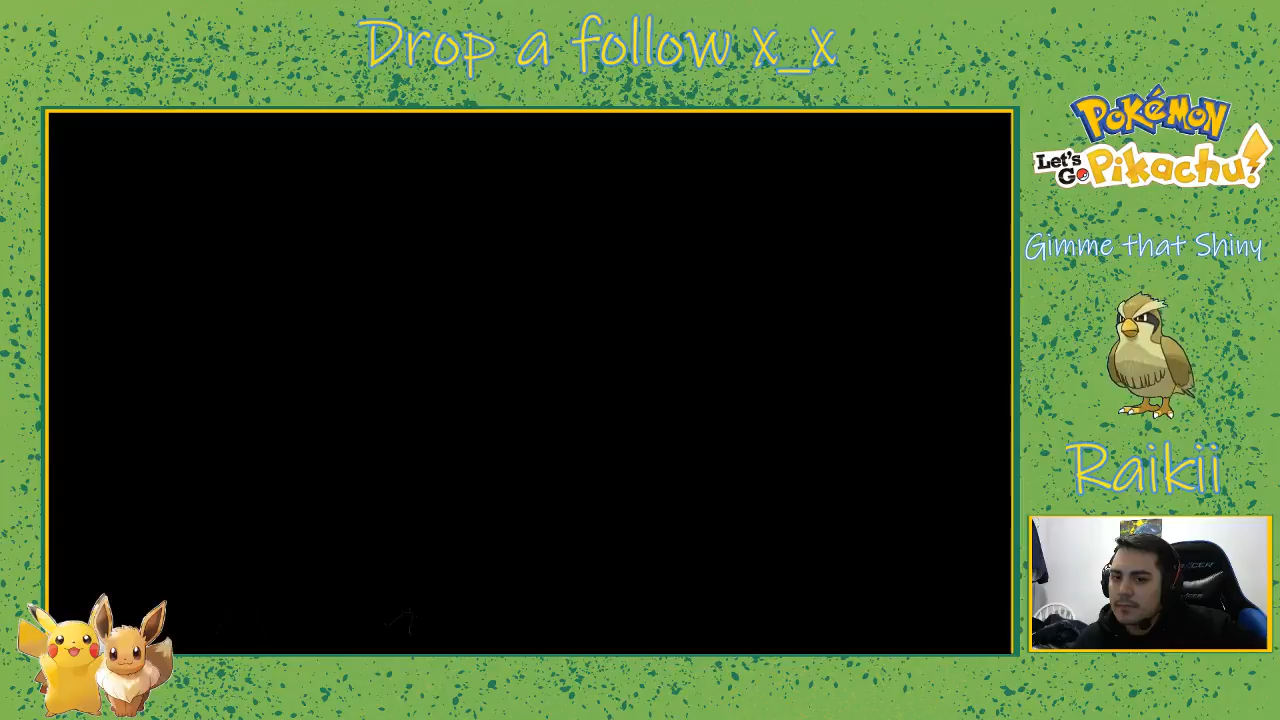 Drop a follow x_x
POKéMON
Let's Go Pikachu!
Gimme that Shiny
Raikii